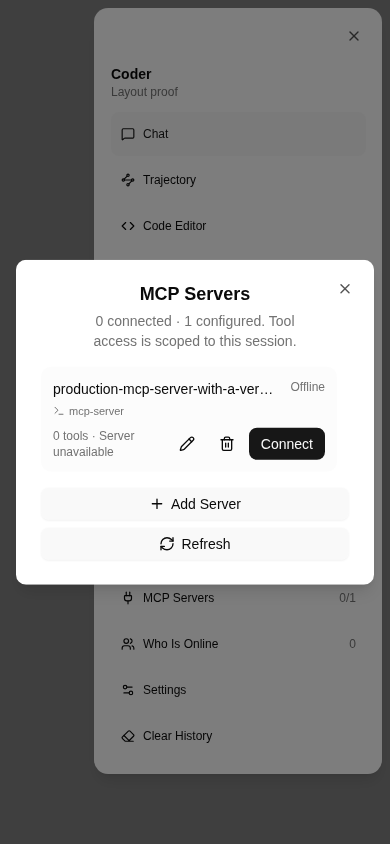 Coder
Layout proof
Chat
Trajectory
Code Editor
MCP Servers
0 connected · 1 configured. Tool
access is scoped to this session.
production-mcp-server-with-a-ver…
Offline
mcp-server
0 tools · Server
unavailable
Connect
Add Server
Refresh
MCP Servers
0/1
Who Is Online
0
Settings
Clear History